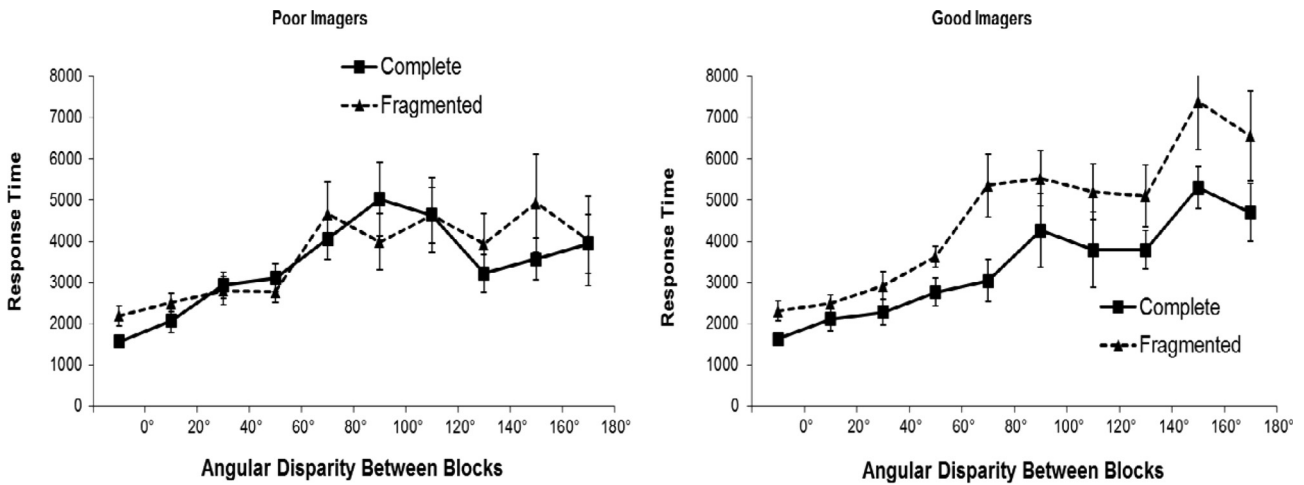 Poor Imagers
Complete
Fragmented
8000
7000
6000
5000
4000
3000
2000
1000
0
Response Time
0° 20° 40° 60° 80° 100° 120° 140° 160° 180°
Angular Disparity Between Blocks
Good Imagers
8000
7000
6000
5000
4000
3000
2000
1000
0
Response Time
Complete
Fragmented
0° 20° 40° 60° 80° 100° 120° 140° 160° 180°
Angular Disparity Between Blocks